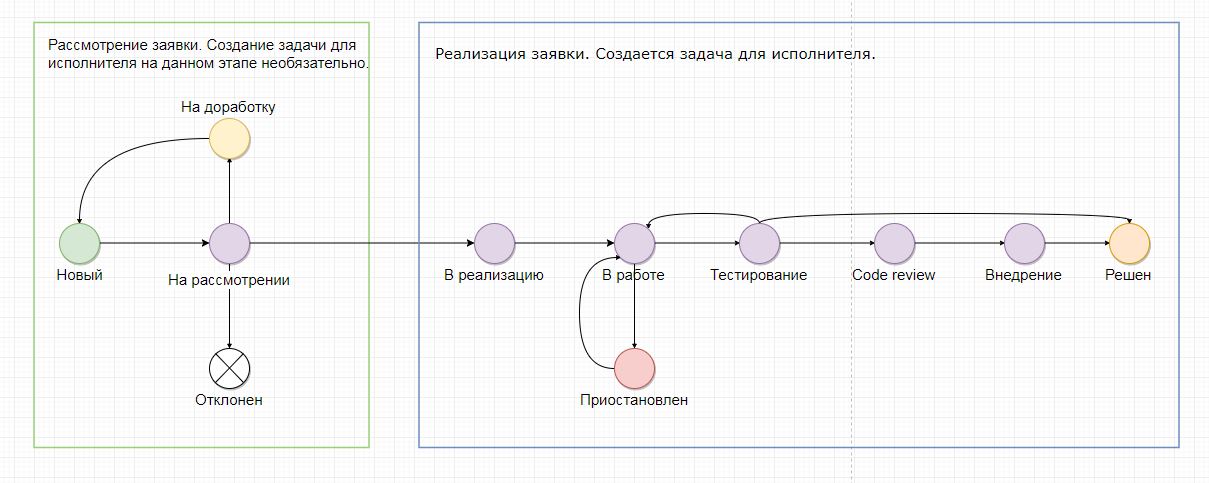 Рассмотрение заявки. Создание задачи для
исполнителя на данном этапе необязательно.
Реализация заявки. Создается задача для исполнителя.
На доработку
Новый
На рассмотрении
Отклонен
В реализацию
В работе
Тестирование
Code review
Внедрение
Решен
Приостановлен